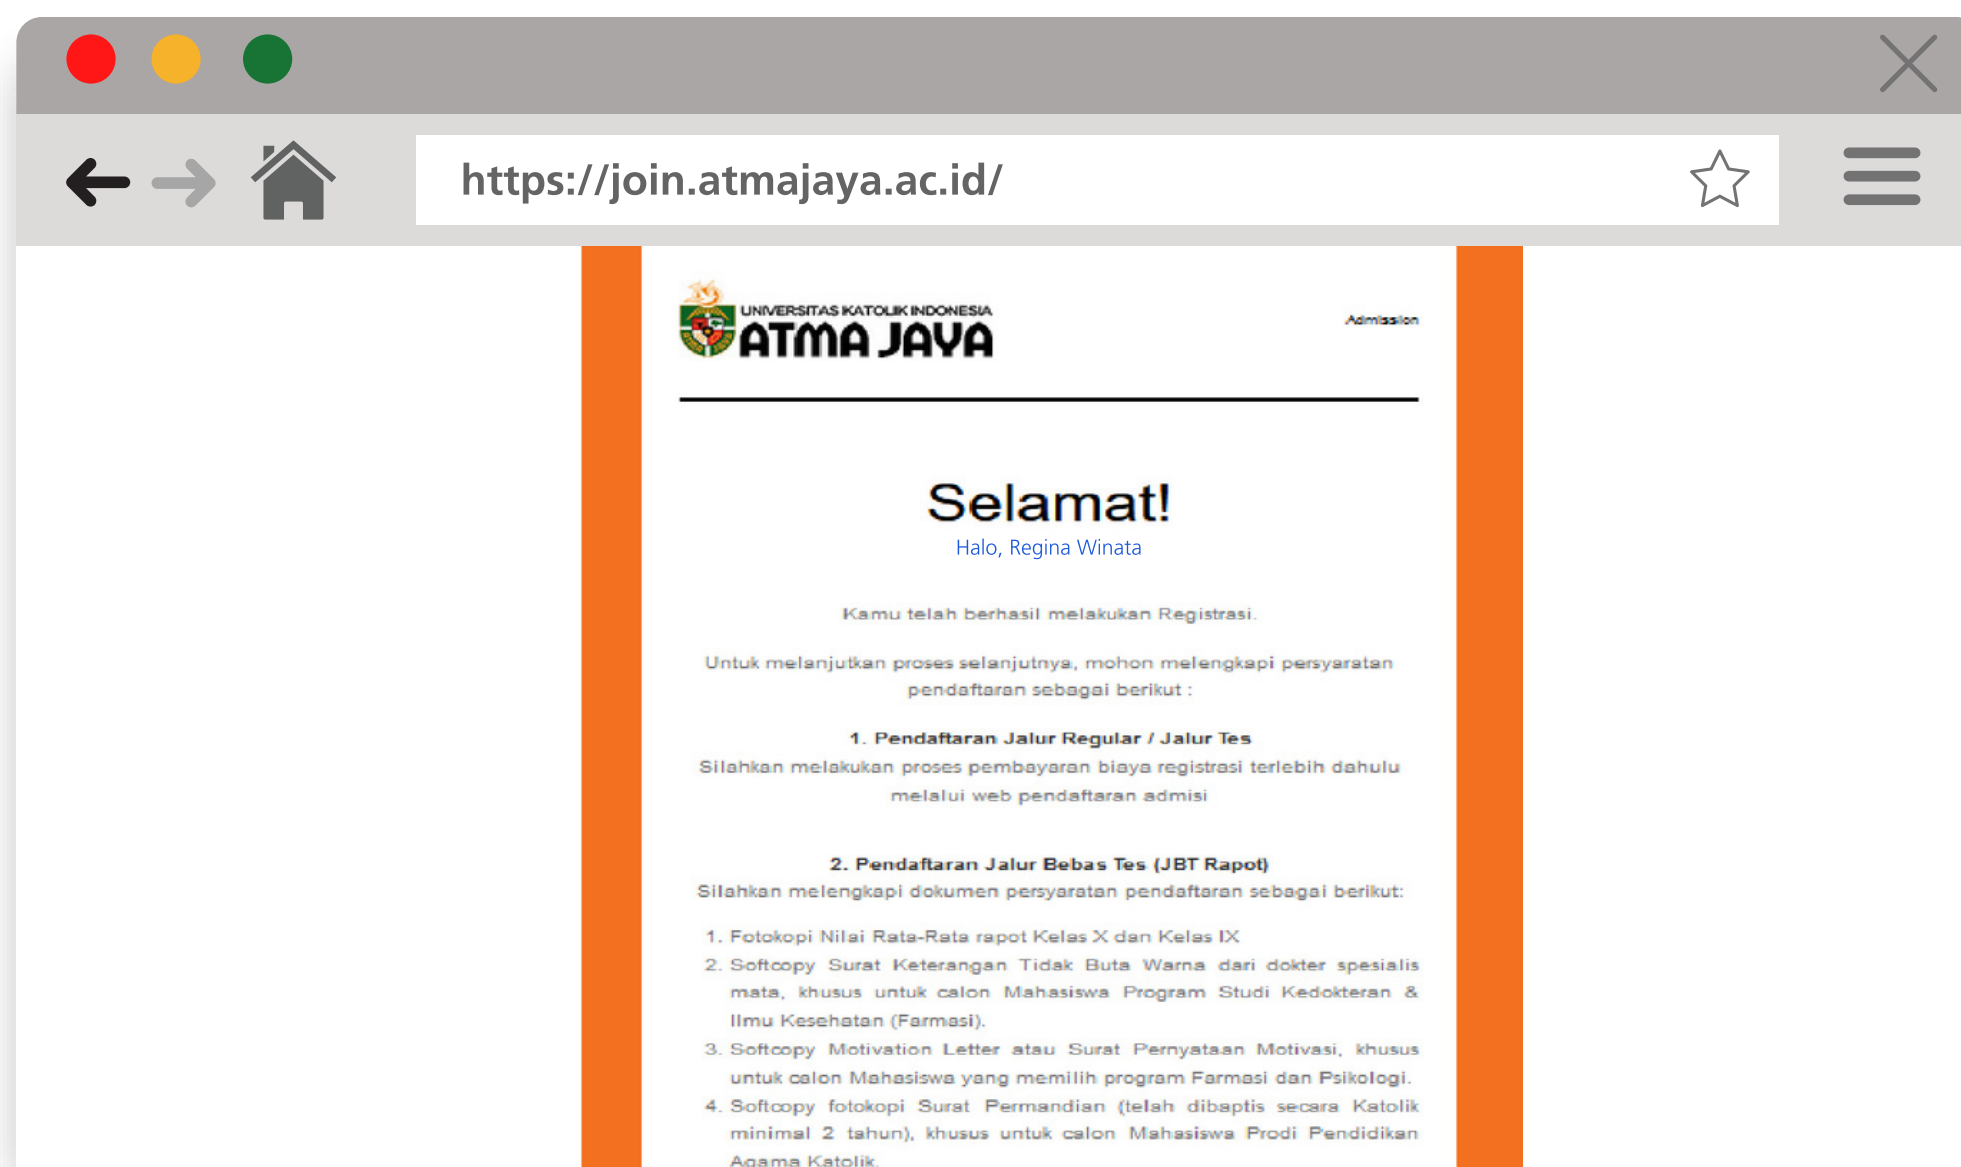 https://join.atmajaya.ac.id/
UNIVERSITAS KATOLIK INDONESIA
ATMA JAYA
Admission
Selamat!
Halo, Regina Winata
Kamu telah berhasil melakukan Registrasi.
Untuk melanjutkan proses selanjutnya, mohon melengkapi persyaratan
pendaftaran sebagai berikut :
1. Pendaftaran Jalur Regular / Jalur Tes
Silahkan melakukan proses pembayaran biaya registrasi terlebih dahulu
melalui web pendaftaran admisi
2. Pendaftaran Jalur Bebas Tes (JBT Rapot)
Silahkan melengkapi dokumen persyaratan pendaftaran sebagai berikut:
1. Fotokopi Nilai Rata-Rata rapot Kelas X dan Kelas IX
2. Softcopy Surat Keterangan Tidak Buta Warna dari dokter spesialis
mata, khusus untuk calon Mahasiswa Program Studi Kedokteran &
Ilmu Kesehatan (Farmasi).
3. Softcopy Motivation Letter atau Surat Pernyataan Motivasi, khusus
untuk calon Mahasiswa yang memilih program Farmasi dan Psikologi.
4. Softcopy fotokopi Surat Permandian (telah dibaptis secara Katolik
minimal 2 tahun), khusus untuk calon Mahasiswa Prodi Pendidikan
Agama Katolik.